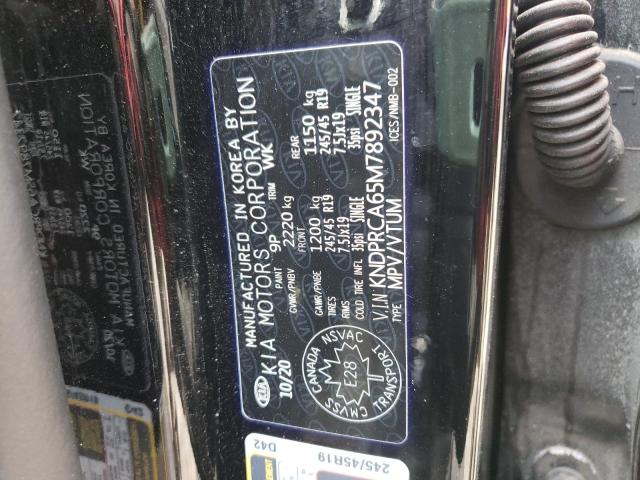 KIA
MANUFACTURED IN KOREA BY
KIA MOTORS CORPORATION
10/20 PAINT 9P TRIM WK
GVWR/PNBV 2220 kg
FRONT REAR
GAWR/PNBE 1200 kg 1150 kg
TIRES 245/45 R19 245/45 R19
RIMS 7.5Jx19 7.5Jx19
COLD TIRE INFL 35psi SINGLE 35psi SINGLE
V.I.N KNDPRCA65M7892347
TYPE MPV/VTUM ICES/NMB-002
CANADA
NSVAC
E28
CMVSS
TRANSPORT
D42
245/45R19